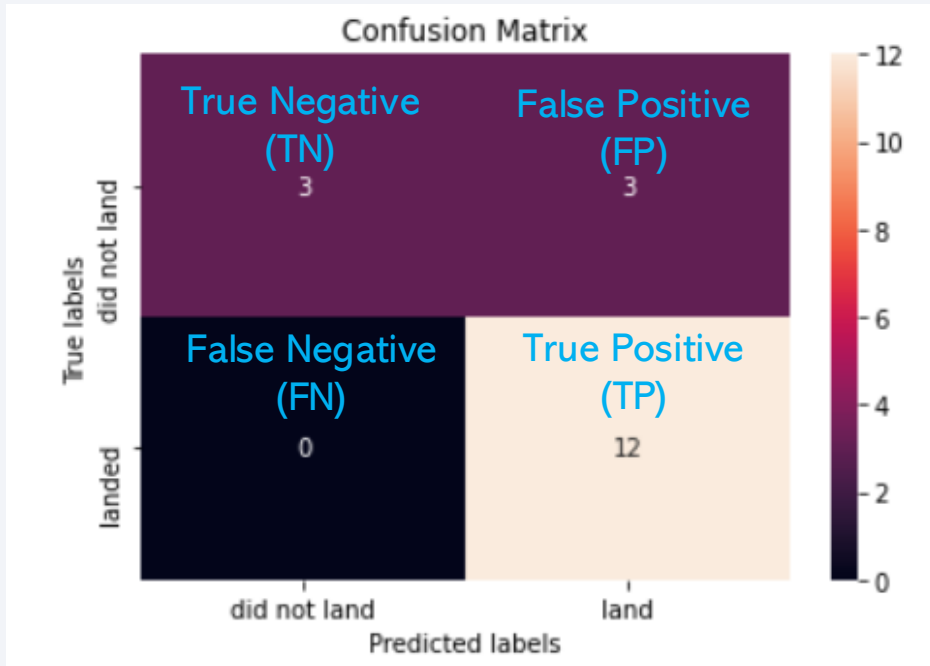 Confusion Matrix
True Negative
(TN)
3
False Positive
(FP)
3
False Negative
(FN)
0
True Positive
(TP)
12
True labels
did not land
landed
did not land
land
Predicted labels
12
10
8
6
4
2
0